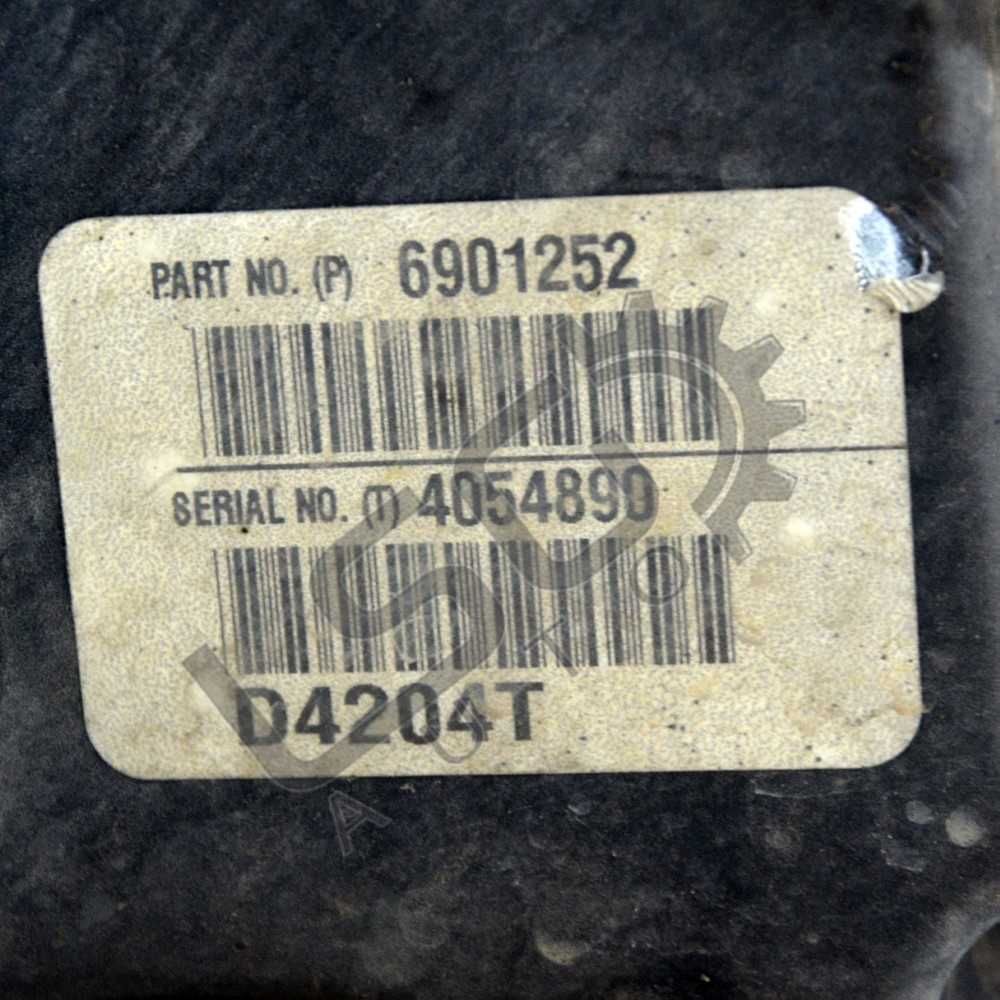 PART NO. (P) 6901252
SERIAL NO. (T) 4054890
D4204T